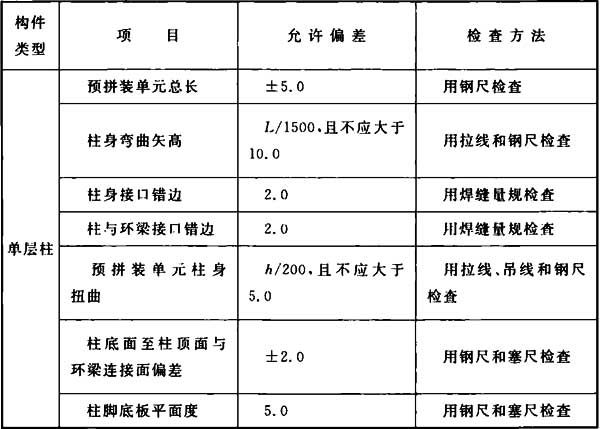 构件类型 项目 允许偏差 检查方法
单层柱
预拼装单元总长 ±5.0 用钢尺检查
柱身弯曲矢高 L/1500，且不应大于10.0 用拉线和钢尺检查
柱身接口错边 2.0 用焊缝量规检查
柱与环梁接口错边 2.0 用焊缝量规检查
预拼装单元柱身扭曲 h/200，且不应大于5.0 用拉线、吊线和钢尺检查
柱底面至柱顶面与环梁连接面偏差 ±2.0 用钢尺和塞尺检查
柱脚底板平面度 5.0 用钢尺和塞尺检查